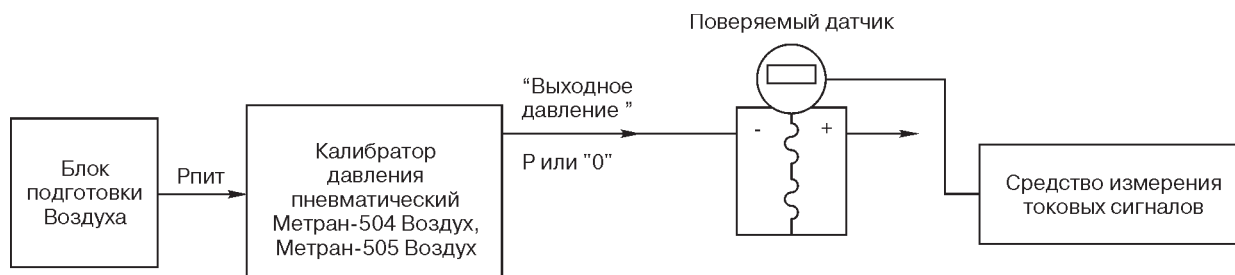 Поверяемый датчик
“Выходное
давление ”
Р или "0"
- +
Блок
подготовки
Воздуха
Рпит
Калибратор
давления
пневматический
Метран-504 Воздух,
Метран-505 Воздух
Средство измерения
токовых сигналов